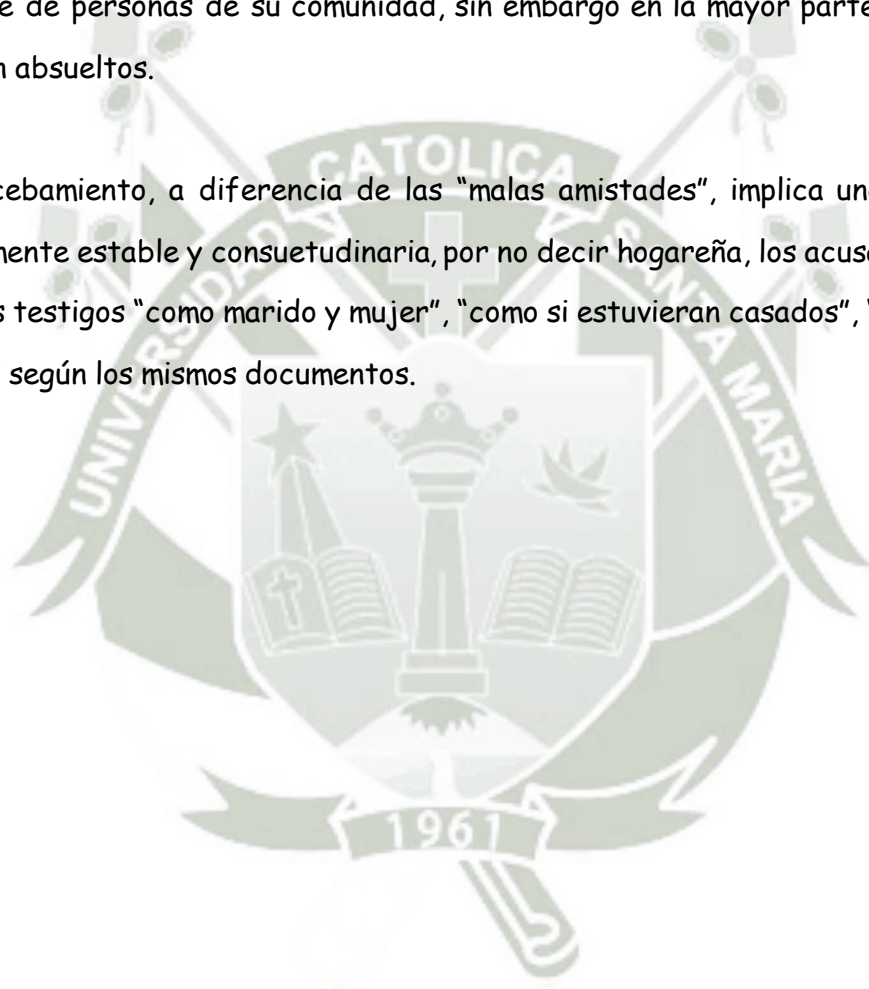 e de personas de su comunidad, sin embargo en la mayor parte
n absueltos.
cebamiento, a diferencia de las “malas amistades”, implica un
mente estable y consuetudinaria, por no decir hogareña, los acus
s testigos “como marido y mujer”, “como si estuvieran casados”, “
según los mismos documentos.
UNIVERSIDAD CATOLICA SANTA MARIA
1961